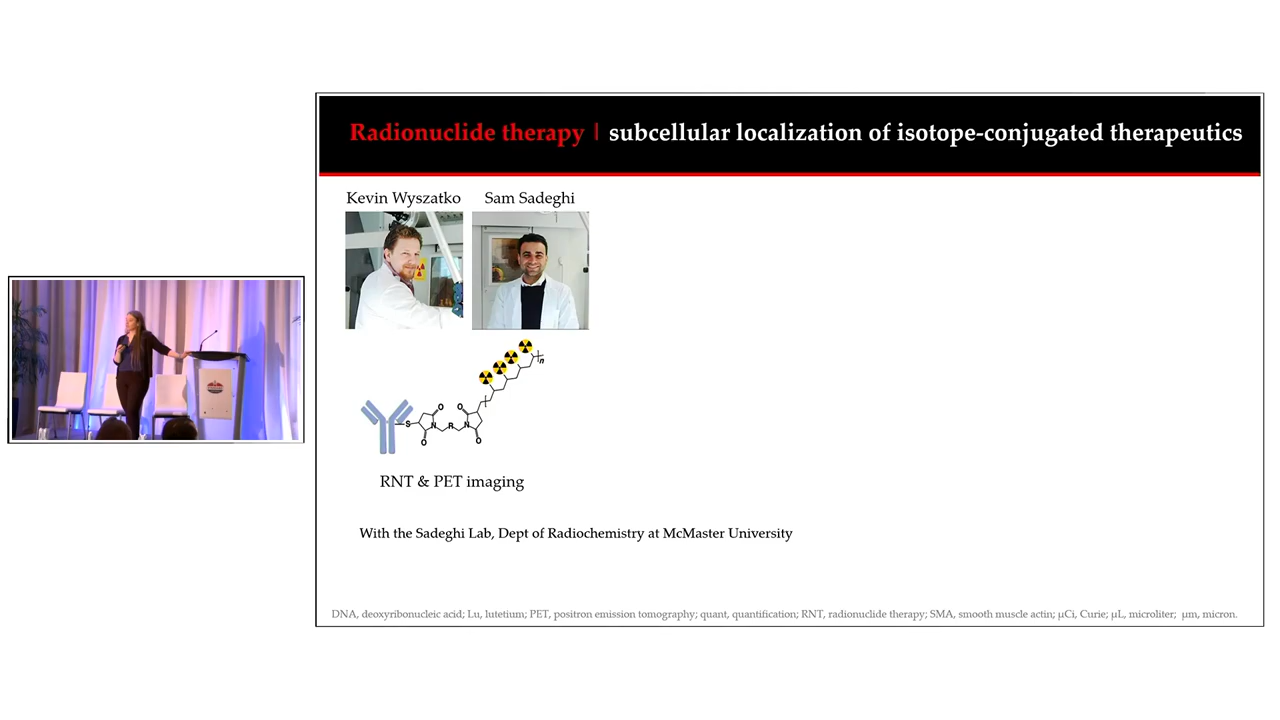 Radionuclide therapy | subcellular localization of isotope-conjugated therapeutics
Kevin Wyszatko Sam Sadeghi
n
S O O N R N O O
RNT & PET imaging
With the Sadeghi Lab, Dept of Radiochemistry at McMaster University
DNA, deoxyribonucleic acid; Lu, lutetium; PET, positron emission tomography; quant, quantification; RNT, radionuclide therapy; SMA, smooth muscle actin; µCi, Curie; µL, microliter; µm, micron.